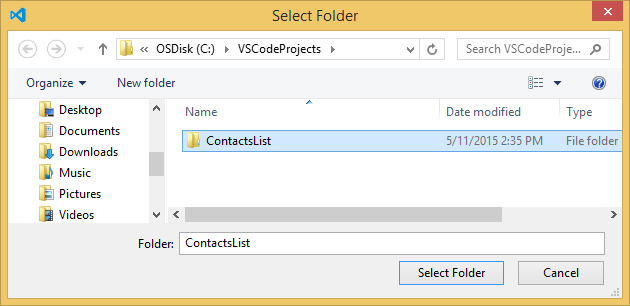 Select Folder
« OSDisk (C:) VSCodeProjects Search VSCodeProje...
Organize New folder
Name Date modified Type
Desktop
Documents
ContactsList 5/11/2015 2:35 PM File folder
Downloads
Music
Pictures
Videos
Folder: ContactsList
Select Folder Cancel